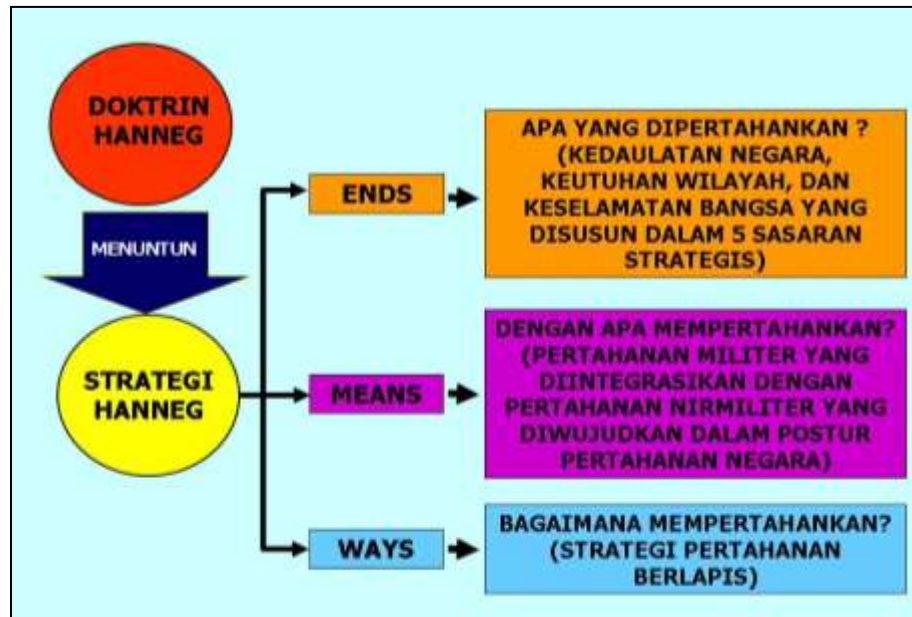 DOKTRIN
HANNEG
MENUNTUN
STRATEGI
HANNEG
ENDS
APA YANG DIPERTAHANKAN ?
(KEDAULATAN NEGARA,
KEUTUHAN WILAYAH, DAN
KESELAMATAN BANGSA YANG
DISUSUN DALAM 5 SASARAN
STRATEGIS)
MEANS
DENGAN APA MEMPERTAHANKAN?
(PERTAHANAN MILITER YANG
DIINTEGRASIKAN DENGAN
PERTAHANAN NIRMILITER YANG
DIWUJUDKAN DALAM POSTUR
PERTAHANAN NEGARA)
WAYS
BAGAIMANA MEMPERTAHANKAN?
(STRATEGI PERTAHANAN
BERLAPIS)